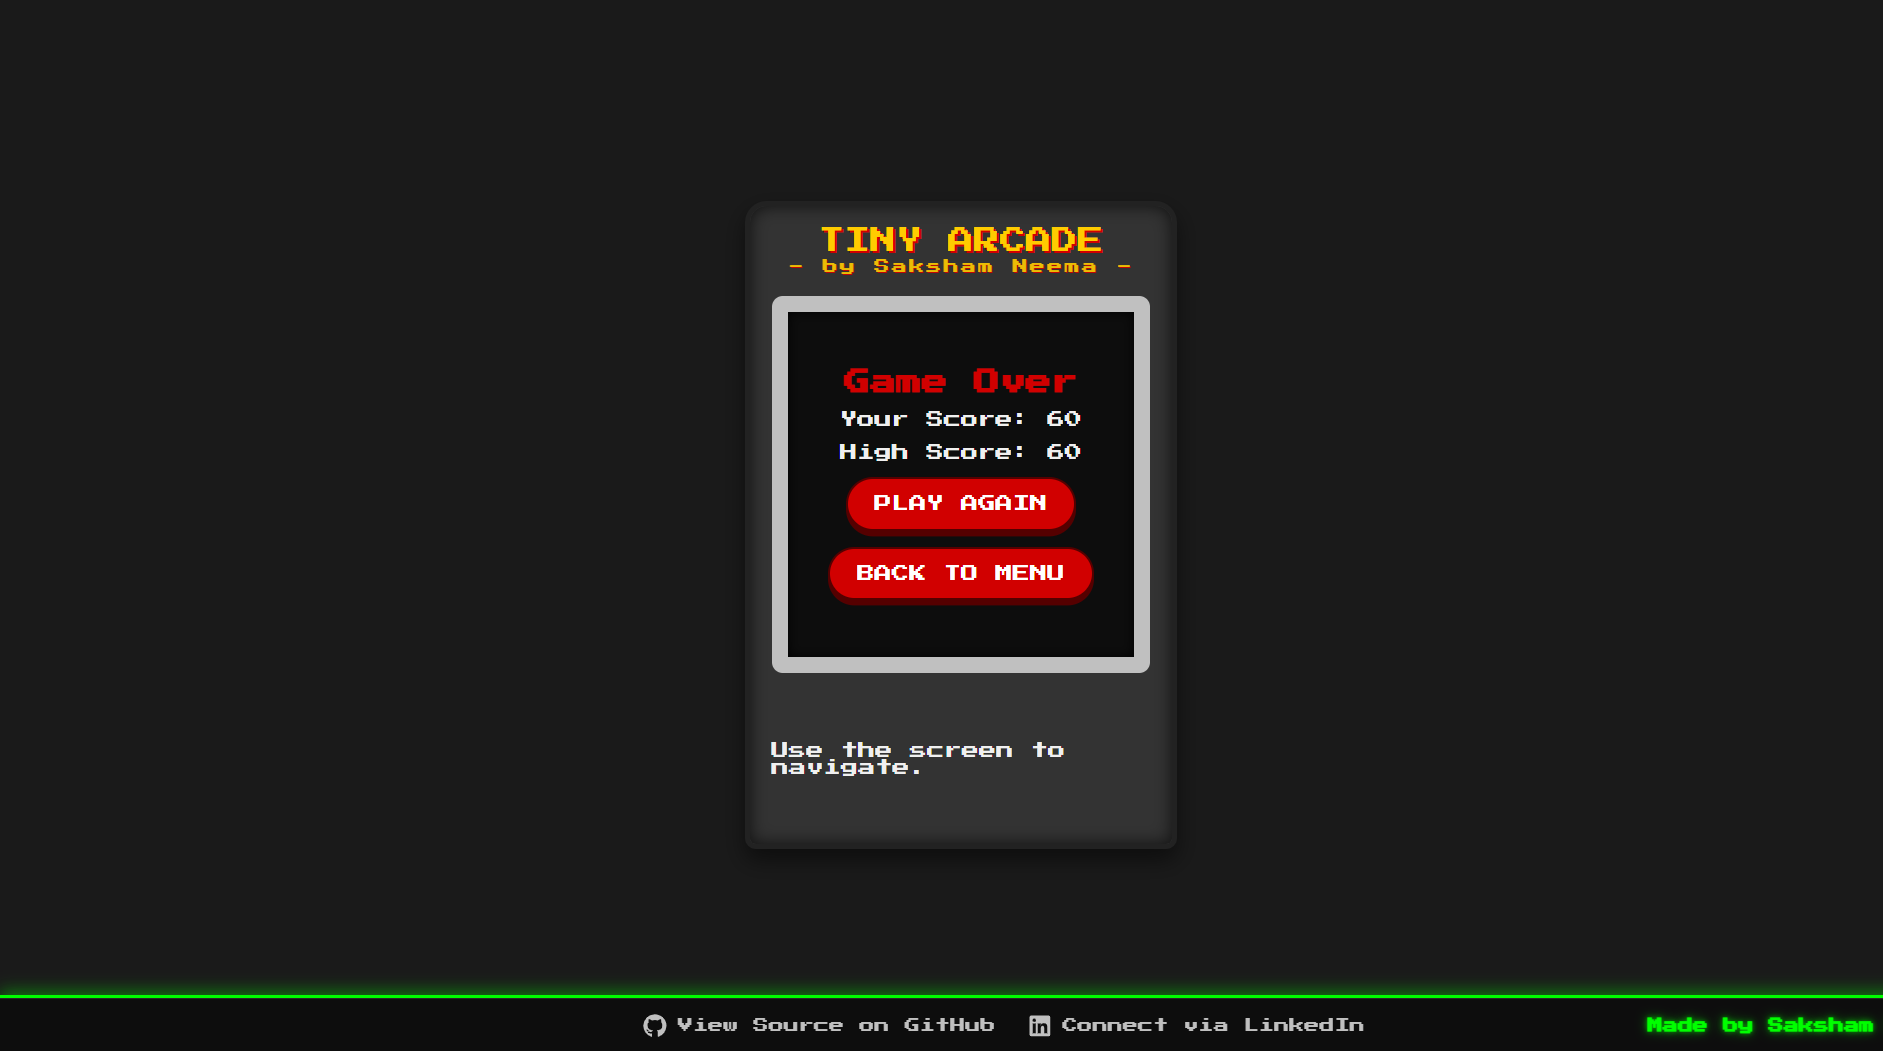 TINY ARCADE
- by Saksham Neema -
Game Over
Your Score: 60
High Score: 60
PLAY AGAIN
BACK TO MENU
Use the screen to
navigate.
View Source on GitHub
Connect via LinkedIn
Made by Saksham